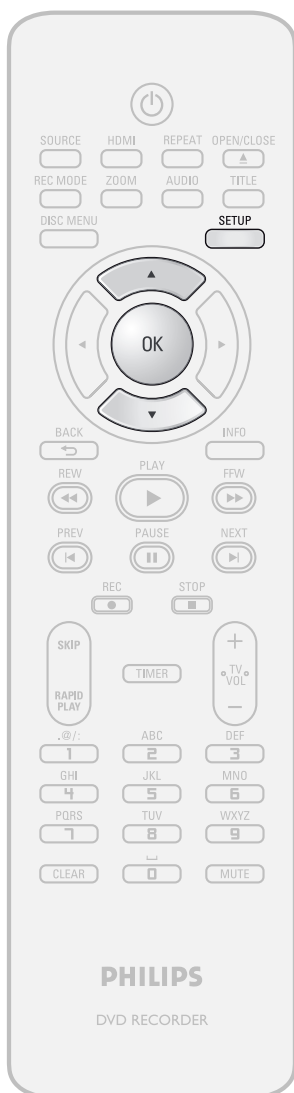 SOURCE HDMI REPEAT OPEN/CLOSE
REC MODE ZOOM AUDIO TITLE
DISC MENU SETUP
OK
BACK INFO
REW PLAY FFW
PREV PAUSE NEXT
REC STOP
SKIP
RAPID
PLAY
TIMER
+
TV
VOL
–
.@/: ABC DEF
1 2 3
GHI JKL MNO
4 5 6
PQRS TUV WXYZ
7 8 9
CLEAR 0 MUTE
PHILIPS
DVD RECORDER